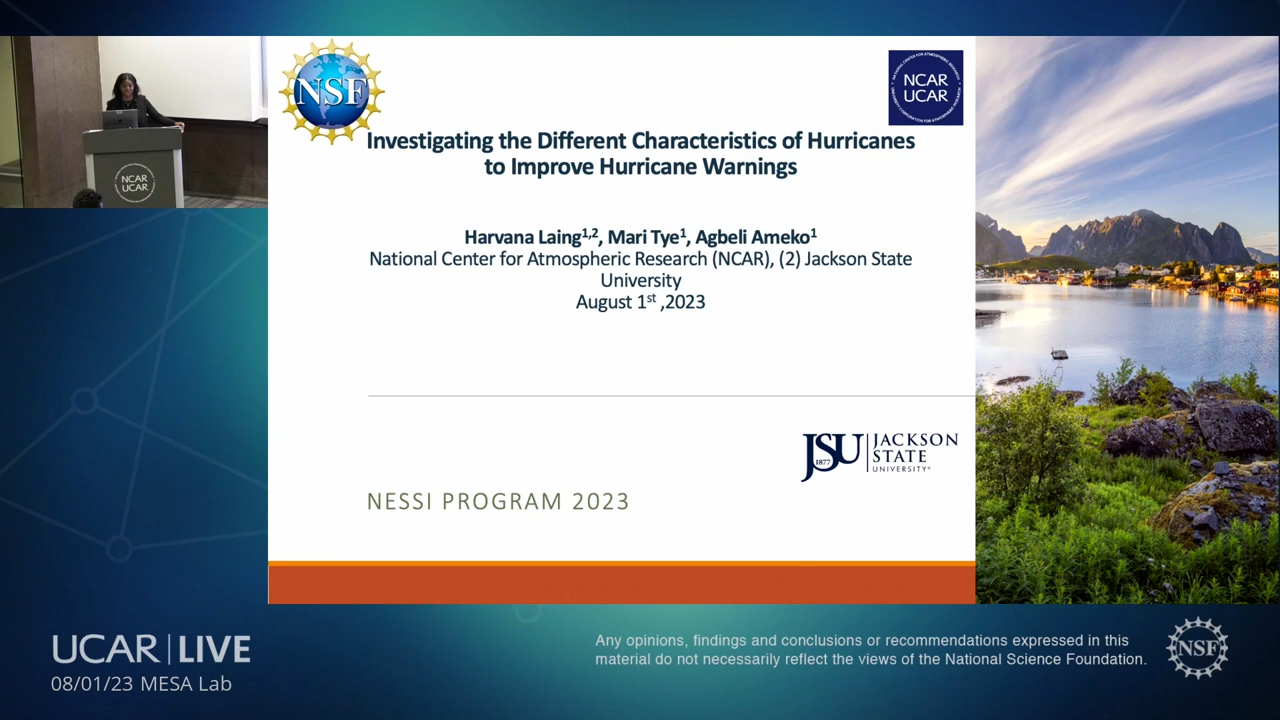 NSF
NCAR
UCAR
Investigating the Different Characteristics of Hurricanes
to Improve Hurricane Warnings
Harvana Laing1,2, Mari Tye1, Agbeli Ameko1
National Center for Atmospheric Research (NCAR), (2) Jackson State
University
August 1st ,2023
NCAR
UCAR
JSU
1877
JACKSON
STATE
UNIVERSITY
NESSI PROGRAM 2023
UCAR | LIVE
08/01/23 MESA Lab
Any opinions, findings and conclusions or recommendations expressed in this
material do not necessarily reflect the views of the National Science Foundation.
NSF